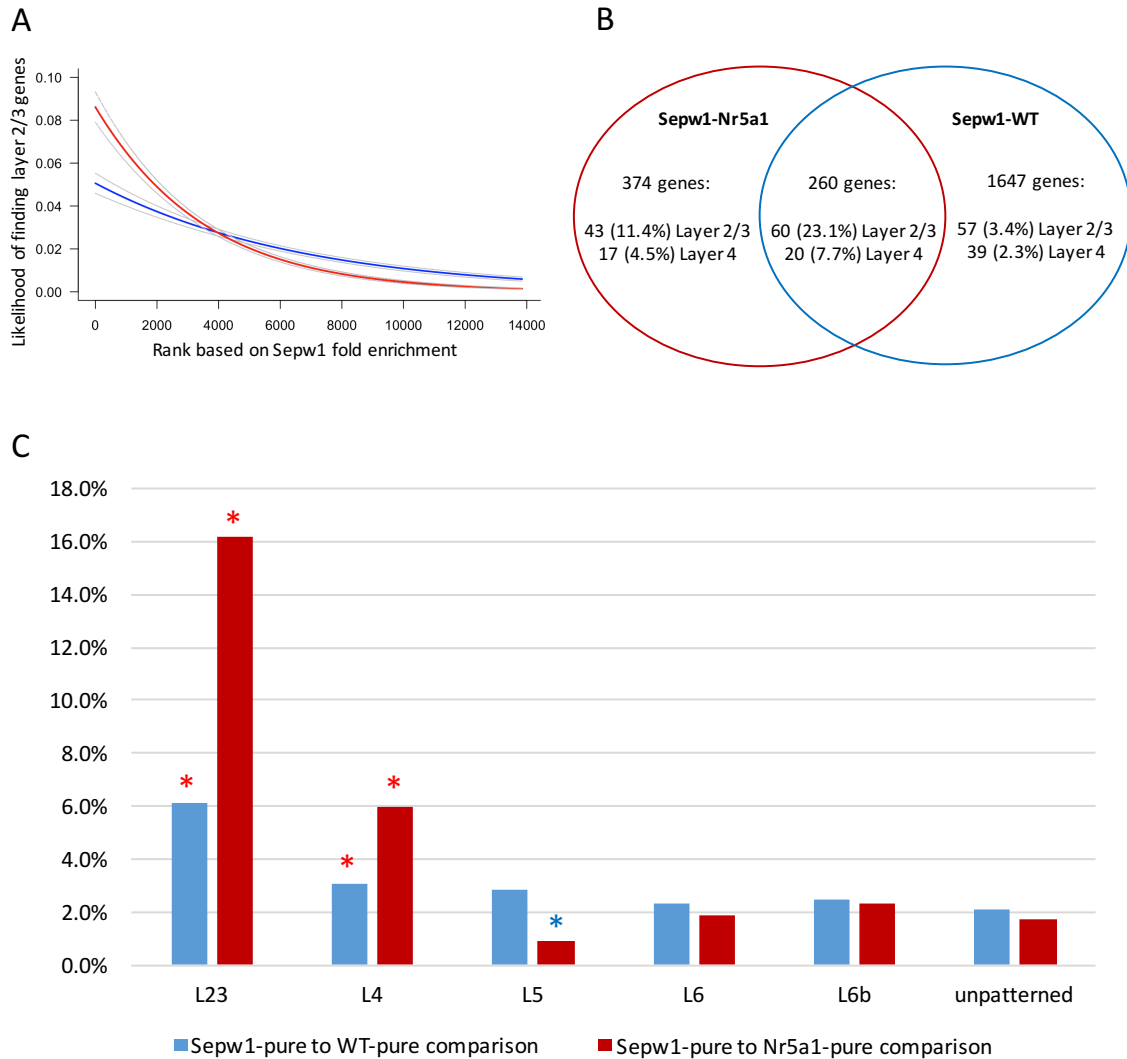 A
Likelihood of finding layer 2/3 genes
0.10
0.08
0.06
0.04
0.02
0.00
0 2000 4000 6000 8000 10000 12000 14000
Rank based on Sepw1 fold enrichment
B
Sepw1-Nr5a1
374 genes:
43 (11.4%) Layer 2/3
17 (4.5%) Layer 4
260 genes:
60 (23.1%) Layer 2/3
20 (7.7%) Layer 4
Sepw1-WT
1647 genes:
57 (3.4%) Layer 2/3
39 (2.3%) Layer 4
C
18.0%
16.0%
14.0%
12.0%
10.0%
8.0%
6.0%
4.0%
2.0%
0.0%
* * * * *
L23 L4 L5 L6 L6b unpatterned
Sepw1-pure to WT-pure comparison
Sepw1-pure to Nr5a1-pure comparison